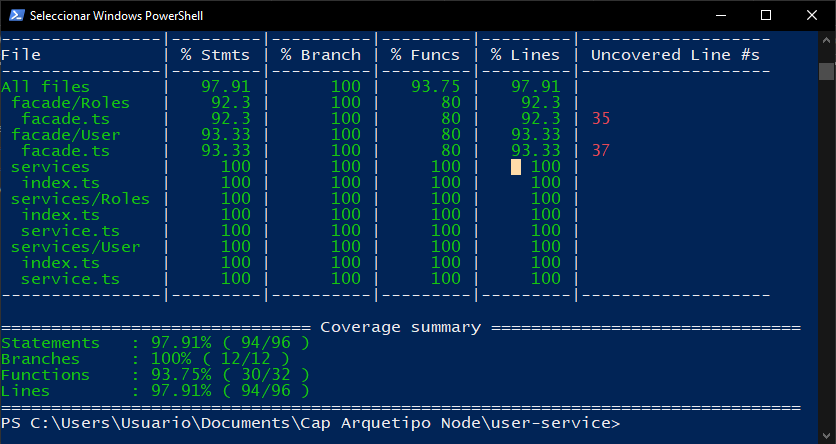 Seleccionar Windows PowerShell
----------------|---------|----------|---------|---------|-------------------
File            | % Stmts | % Branch | % Funcs | % Lines | Uncovered Line #s
----------------|---------|----------|---------|---------|-------------------
All files       |   97.91 |      100 |   93.75 |   97.91 |
 facade/Roles   |    92.3 |      100 |      80 |    92.3 |
  facade.ts     |    92.3 |      100 |      80 |    92.3 | 35
 facade/User    |   93.33 |      100 |      80 |   93.33 |
  facade.ts     |   93.33 |      100 |      80 |   93.33 | 37
 services       |     100 |      100 |     100 |     100 |
  index.ts      |     100 |      100 |     100 |     100 |
 services/Roles |     100 |      100 |     100 |     100 |
  index.ts      |     100 |      100 |     100 |     100 |
  service.ts    |     100 |      100 |     100 |     100 |
 services/User  |     100 |      100 |     100 |     100 |
  index.ts      |     100 |      100 |     100 |     100 |
  service.ts    |     100 |      100 |     100 |     100 |
----------------|---------|----------|---------|---------|-------------------
=============================== Coverage summary ===============================
Statements   : 97.91% ( 94/96 )
Branches     : 100% ( 12/12 )
Functions    : 93.75% ( 30/32 )
Lines        : 97.91% ( 94/96 )
================================================================================
PS C:\Users\Usuario\Documents\Cap Arquetipo Node\user-service>